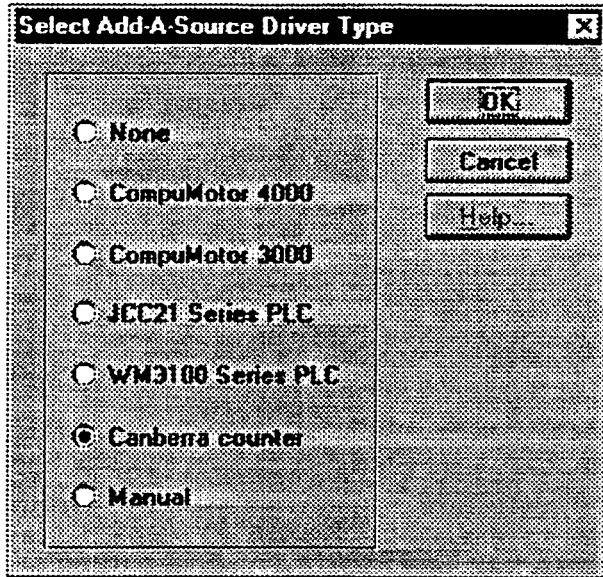 Select Add-A-Source Driver Type
None
CompuMotor 4000
CompuMotor 3000
JCC21 Series PLC
WM3100 Series PLC
Canberra counter
Manual
OK
Cancel
Help...